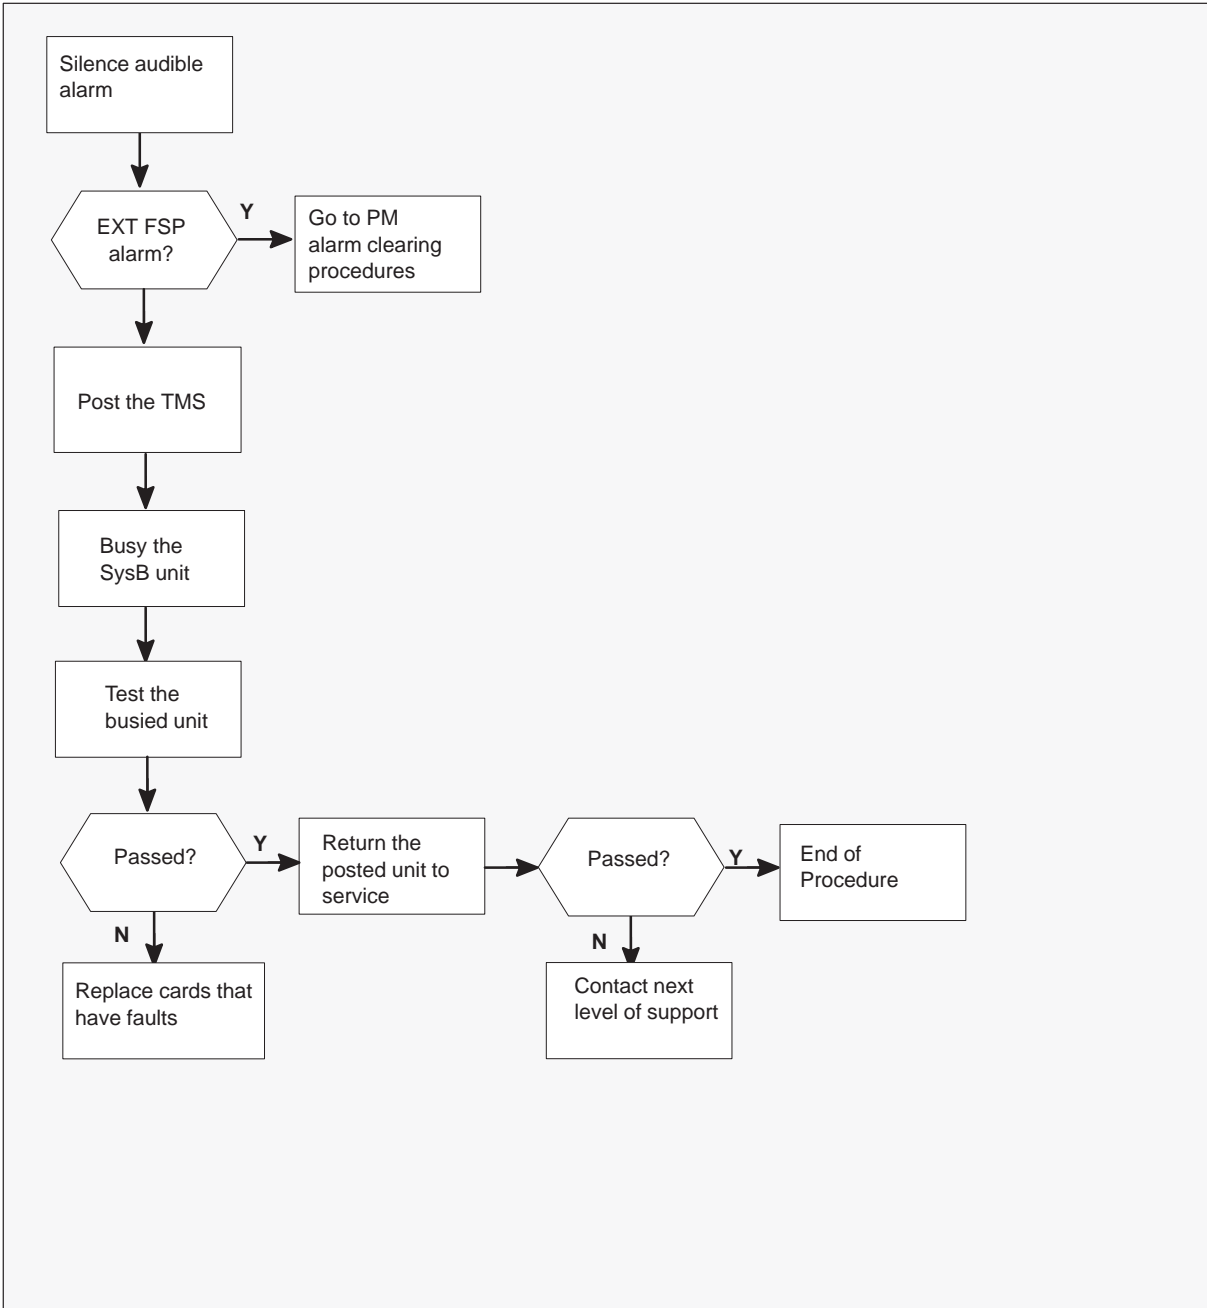 Silence audible
alarm
EXT FSP
alarm?
Y
Go to PM
alarm clearing
procedures
Post the TMS
Busy the
SysB unit
Test the
busied unit
Passed?
Y
Return the
posted unit to
service
Passed?
Y
End of
Procedure
N
Replace cards that
have faults
N
Contact next
level of support